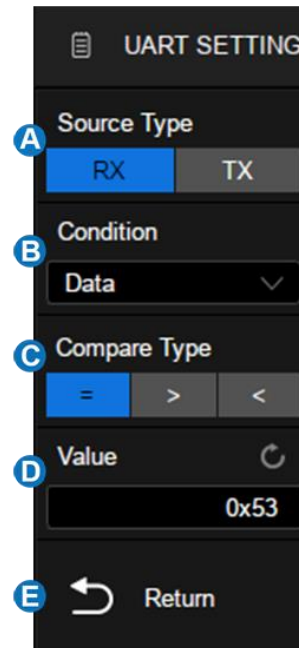 UART SETTING
A
Source Type
RX TX
B
Condition
Data
C
Compare Type
= > <
D
Value
0x53
E
Return